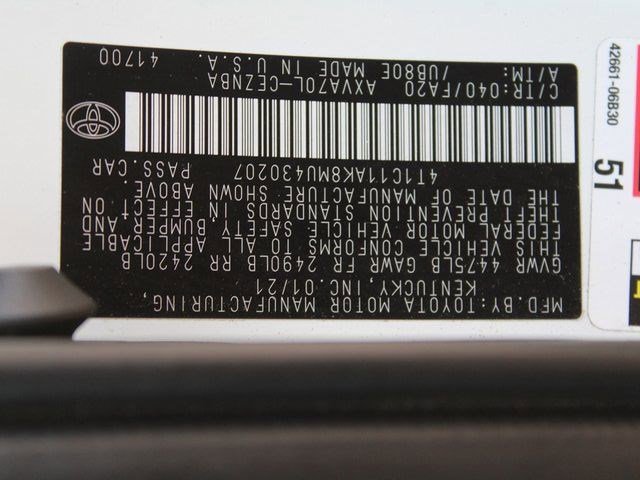 MFD.BY:TOYOTA MOTOR MANUFACTURING,
KENTUCKY, INC. 01/21
GVWR 4475LB GAWR FR 2490LB RR 2420LB
THIS VEHICLE CONFORMS TO ALL APPLICABLE
FEDERAL MOTOR VEHICLE SAFETY, BUMPER, AND
THEFT PREVENTION STANDARDS IN EFFECT ON
THE DATE OF MANUFACTURE SHOWN ABOVE.
4T1C11AK8MU430207 PASS.CAR
C/TR:040/FA20 AXVA70L-CEZNBA
A/TM: /UB80E MADE IN U.S.A. 41700
42661-06B30
51